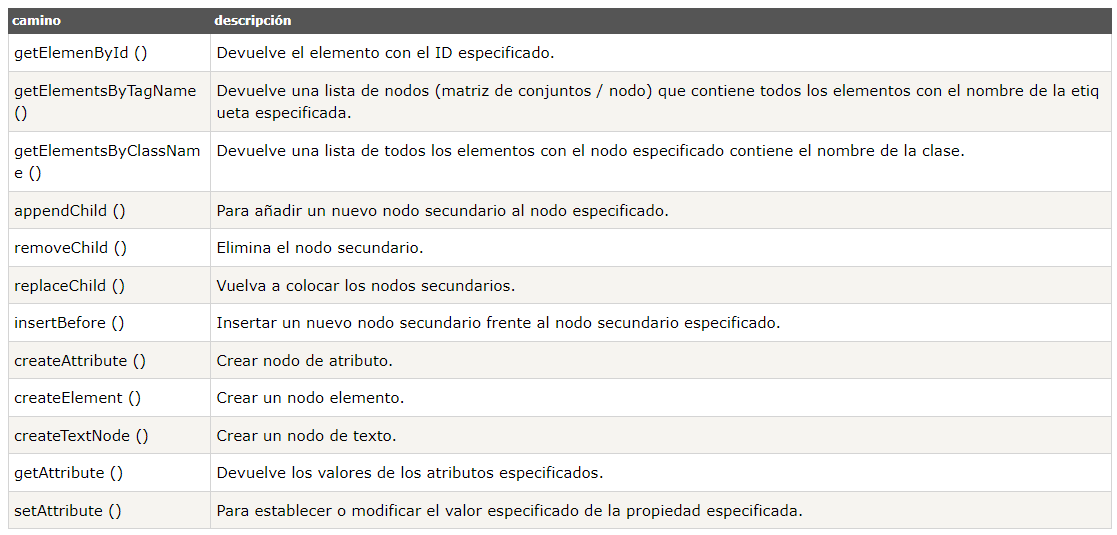 camino descripción
getElemenById () Devuelve el elemento con el ID especificado.
getElementsByTagName Devuelve una lista de nodos (matriz de conjuntos / nodo) que contiene todos los elementos con el nombre de la etiq
() ueta especificada.
getElementsByClassNam Devuelve una lista de todos los elementos con el nodo especificado contiene el nombre de la clase.
e ()
appendChild () Para añadir un nuevo nodo secundario al nodo especificado.
removeChild () Elimina el nodo secundario.
replaceChild () Vuelva a colocar los nodos secundarios.
insertBefore () Insertar un nuevo nodo secundario frente al nodo secundario especificado.
createAttribute () Crear nodo de atributo.
createElement () Crear un nodo elemento.
createTextNode () Crear un nodo de texto.
getAttribute () Devuelve los valores de los atributos especificados.
setAttribute () Para establecer o modificar el valor especificado de la propiedad especificada.